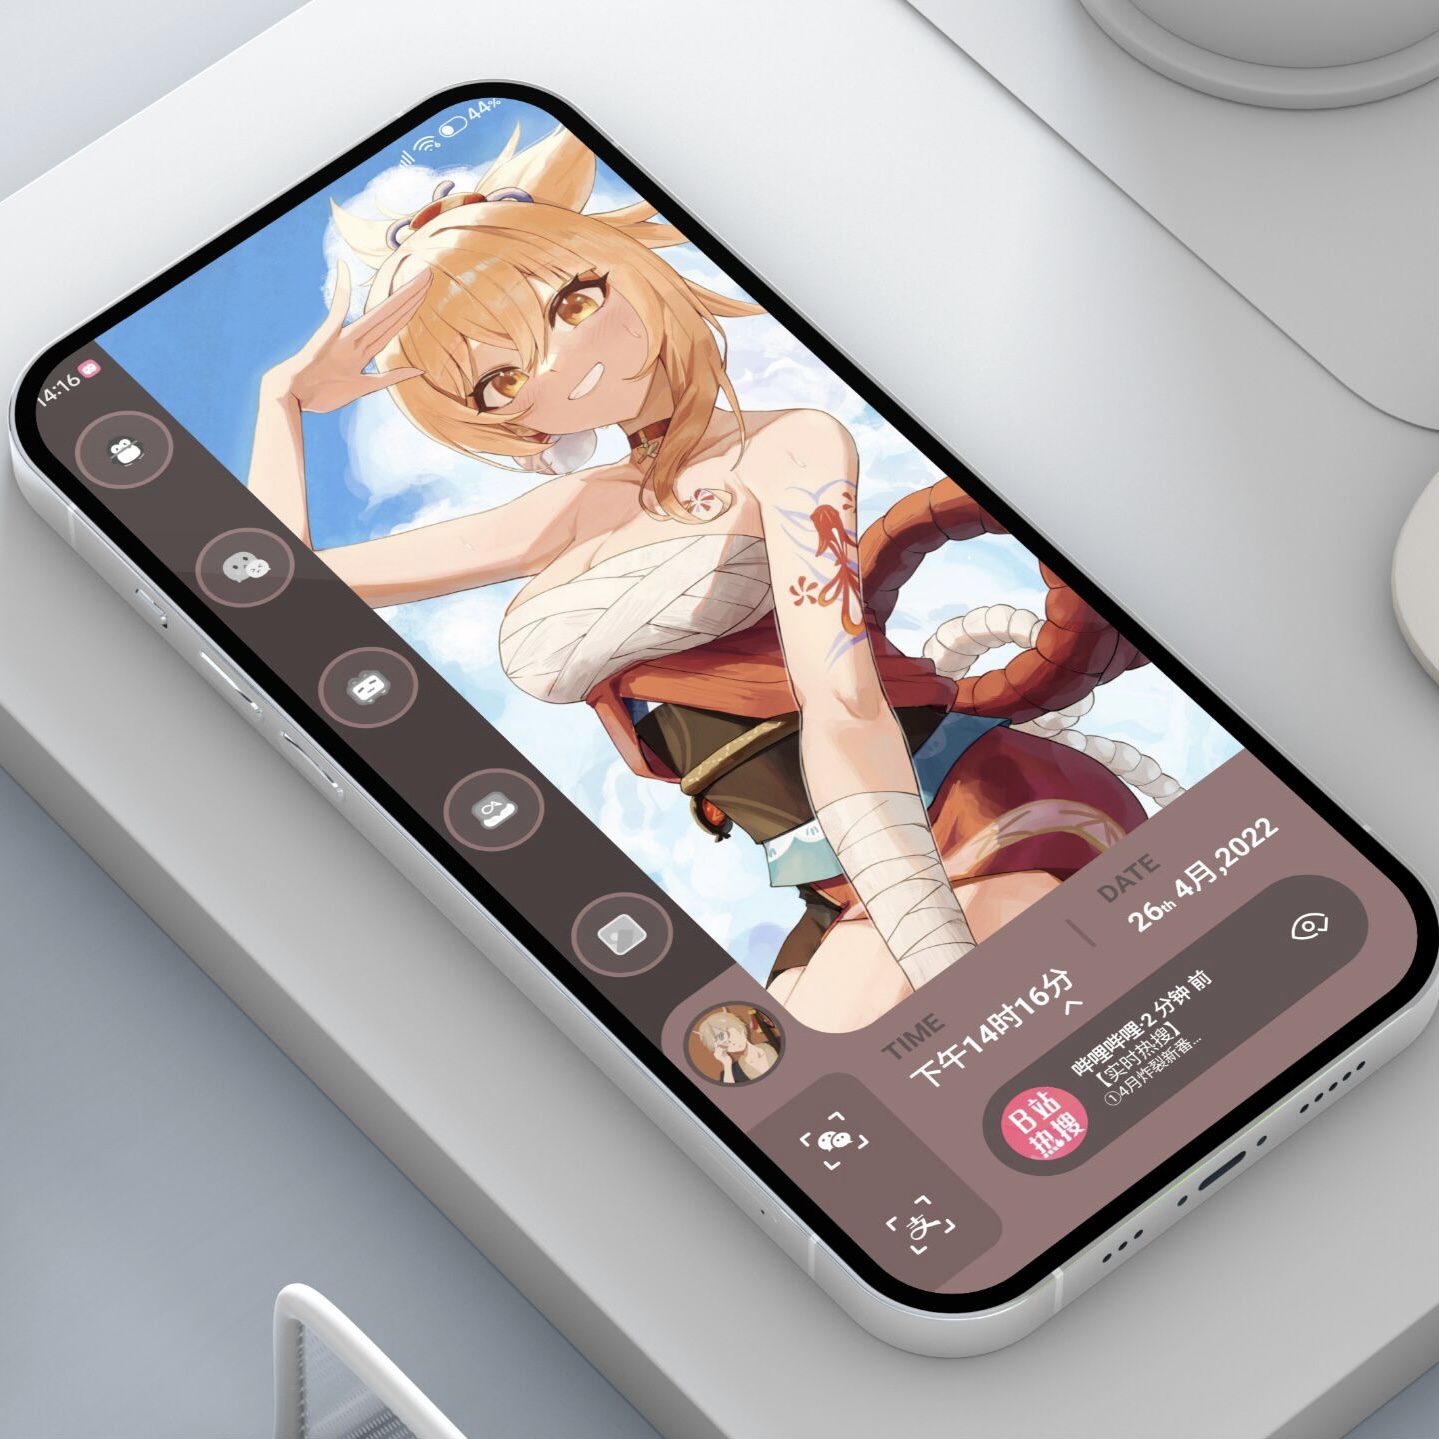 14:16
44%
TIME
下午14时16分
DATE
26th 4月,2022
哔哩哔哩·2 分钟 前
【实时热搜】
①4月炸裂新番...
B站
热搜
支